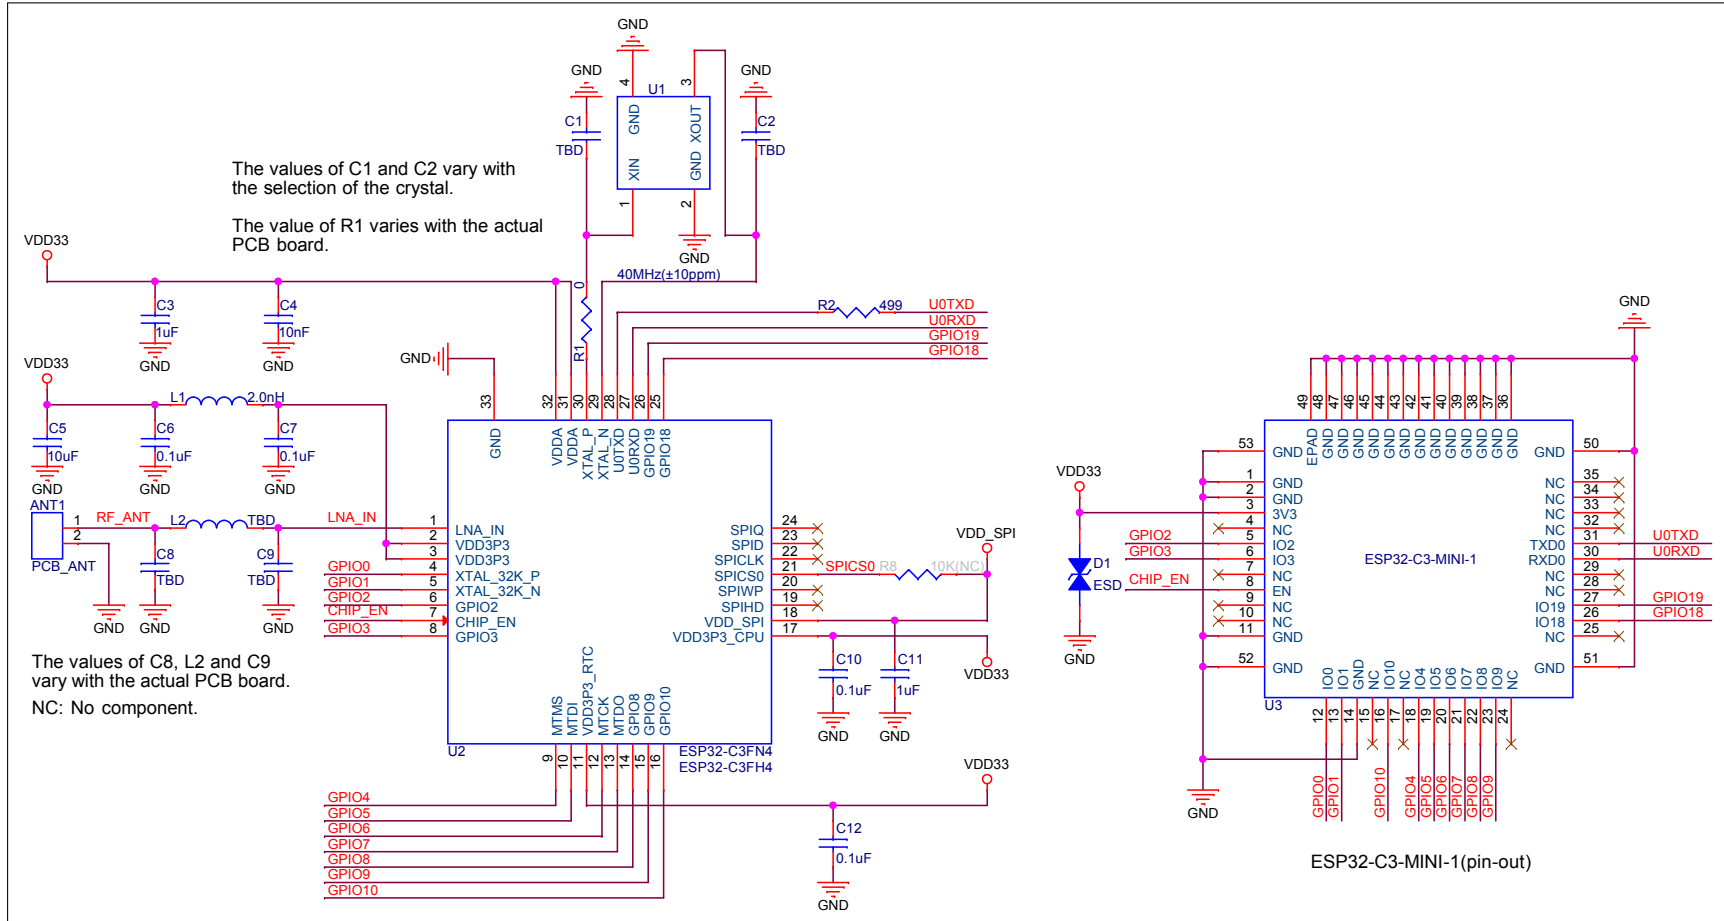 GND
GND
GND
4
3
U1
GND
XOUT
XIN
GND
1
2
GND
C1
TBD
C2
TBD
The values of C1 and C2 vary with
the selection of the crystal.
The value of R1 varies with the actual
PCB board.
40MHz(±10ppm)
VDD33
C3
1uF
GND
C4
10nF
GND
0
R1
R2
499
U0TXD
U0RXD
GPIO19
GPIO18
GND
VDD33
L1
2.0nH
C5
10uF
GND
C6
0.1uF
GND
C7
0.1uF
GND
ANT1
1
2
PCB_ANT
RF_ANT
L2
TBD
LNA_IN
C8
TBD
C9
TBD
GND
GND
GND
The values of C8, L2 and C9
vary with the actual PCB board.
NC: No component.
33
32
31
30
29
28
27
26
25
GND
VDDA
VDDA
XTAL_P
XTAL_N
U0TXD
U0RXD
GPIO19
GPIO18
1
LNA_IN
2
VDD3P3
3
VDD3P3
GPIO0
4
XTAL_32K_P
GPIO1
5
XTAL_32K_N
GPIO2
6
GPIO2
CHIP_EN
7
CHIP_EN
GPIO3
8
GPIO3
SPIQ
24
SPID
23
SPICLK
22
SPICS0
21
SPIWP
20
SPIHD
19
VDD_SPI
18
VDD3P3_CPU
17
SPICS0
R8
10K(NC)
VDD_SPI
C10
0.1uF
GND
C11
1uF
GND
VDD33
MTMS
MTDI
VDD3P3_RTC
MTCK
MTDO
GPIO8
GPIO9
GPIO10
9
10
11
12
13
14
15
16
U2
ESP32-C3FN4
ESP32-C3FH4
GPIO4
GPIO5
GPIO6
GPIO7
GPIO8
GPIO9
GPIO10
VDD33
C12
0.1uF
GND
GND
49
48
47
46
45
44
43
42
41
40
39
38
37
36
EPAD
GND
GND
GND
GND
GND
GND
GND
GND
GND
GND
GND
GND
GND
53
GND
1
GND
2
GND
3
3V3
4
NC
GPIO2
5
IO2
GPIO3
6
IO3
7
NC
CHIP_EN
8
EN
9
NC
10
NC
11
GND
52
GND
VDD33
D1
ESD
GND
ESP32-C3-MINI-1
GND
50
NC
35
NC
34
NC
33
NC
32
TXD0
31
U0TXD
RXD0
30
U0RXD
NC
29
NC
28
IO19
27
GPIO19
IO18
26
GPIO18
NC
25
GND
51
IO0
IO1
GND
NC
IO10
NC
IO4
IO5
IO6
IO7
IO8
IO9
NC
U3
12
13
14
15
16
17
18
19
20
21
22
23
24
GPIO0
GPIO1
GPIO10
GPIO4
GPIO5
GPIO6
GPIO7
GPIO8
GPIO9
GND
ESP32-C3-MINI-1(pin-out)